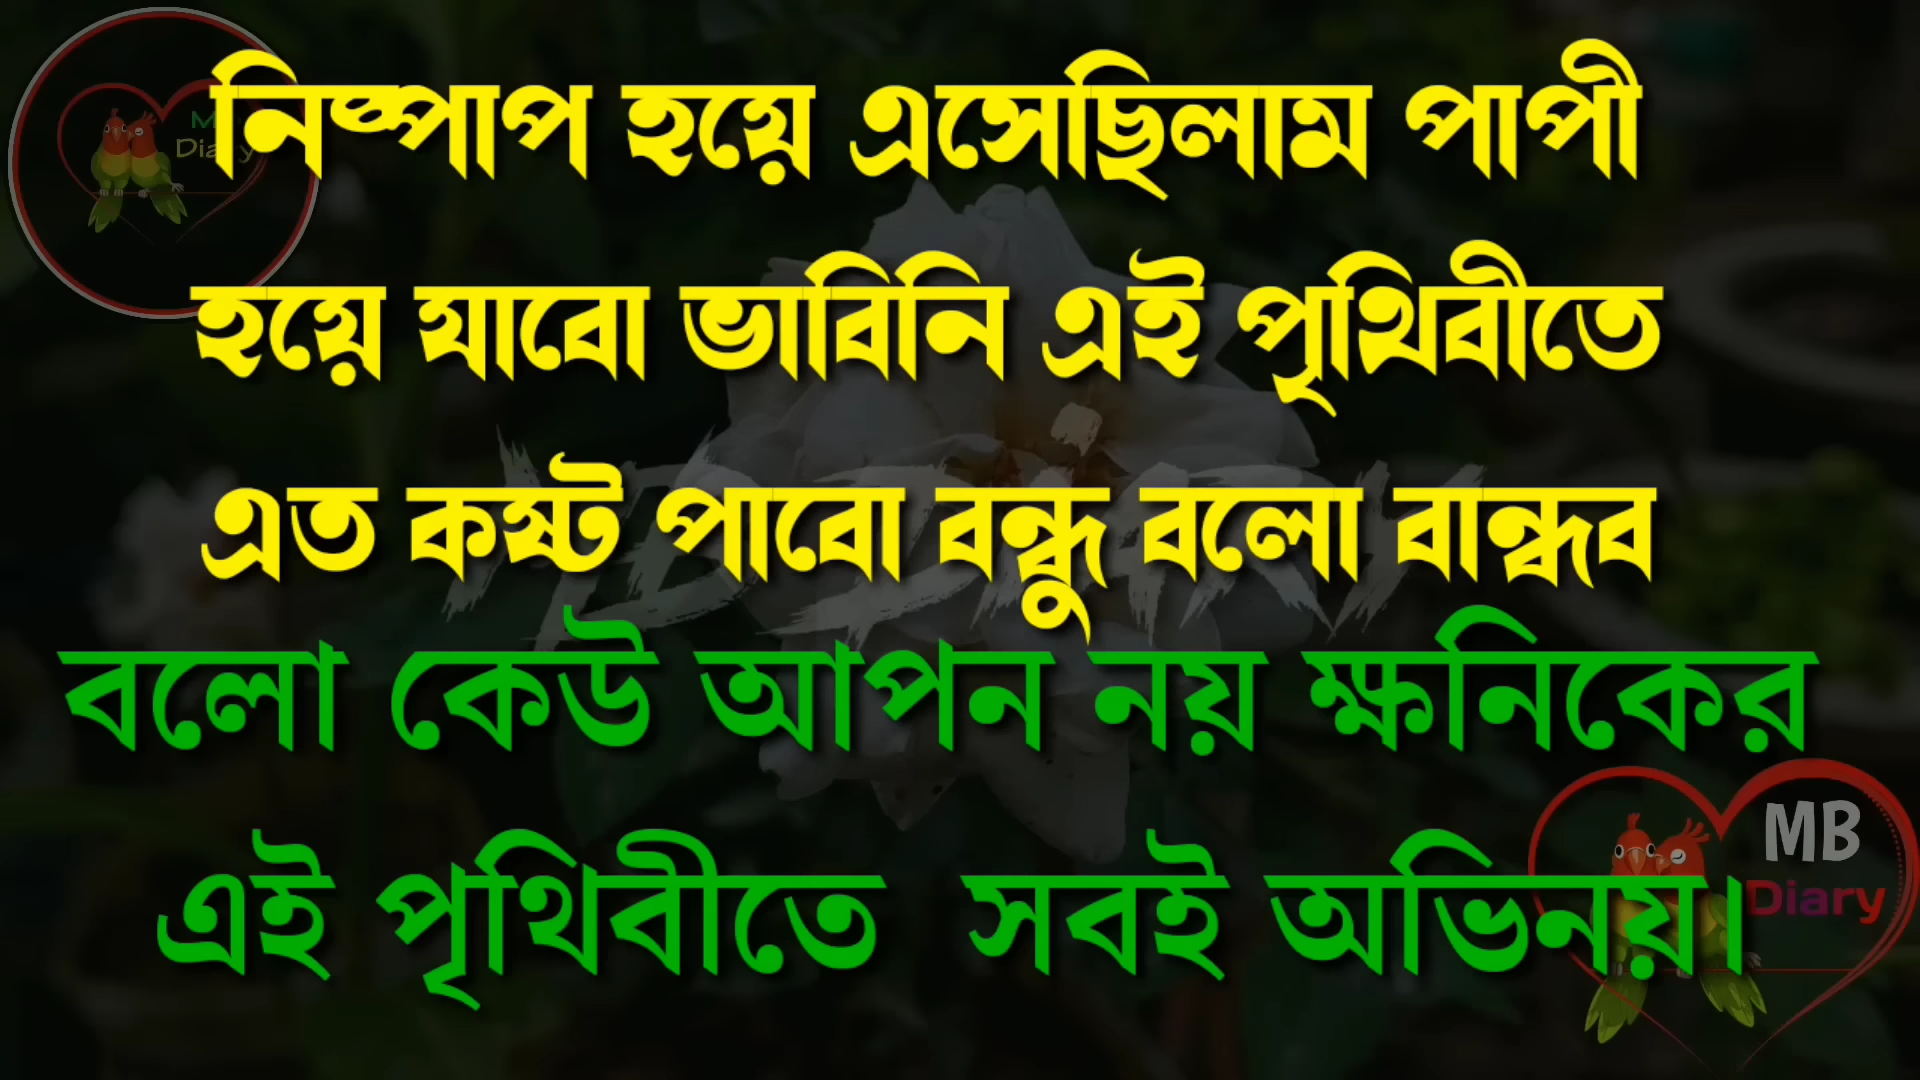 নিষ্পাপ হয়ে এসেছিলাম পাপী
হয়ে যাবো ভাবিনি এই পৃথিবীতে
এত কষ্ট পাবো বন্ধু বলো বান্ধব
বলো কেউ আপন নয় ক্ষনিকের
এই পৃথিবীতে সবই অভিনয়।
MB
Diary